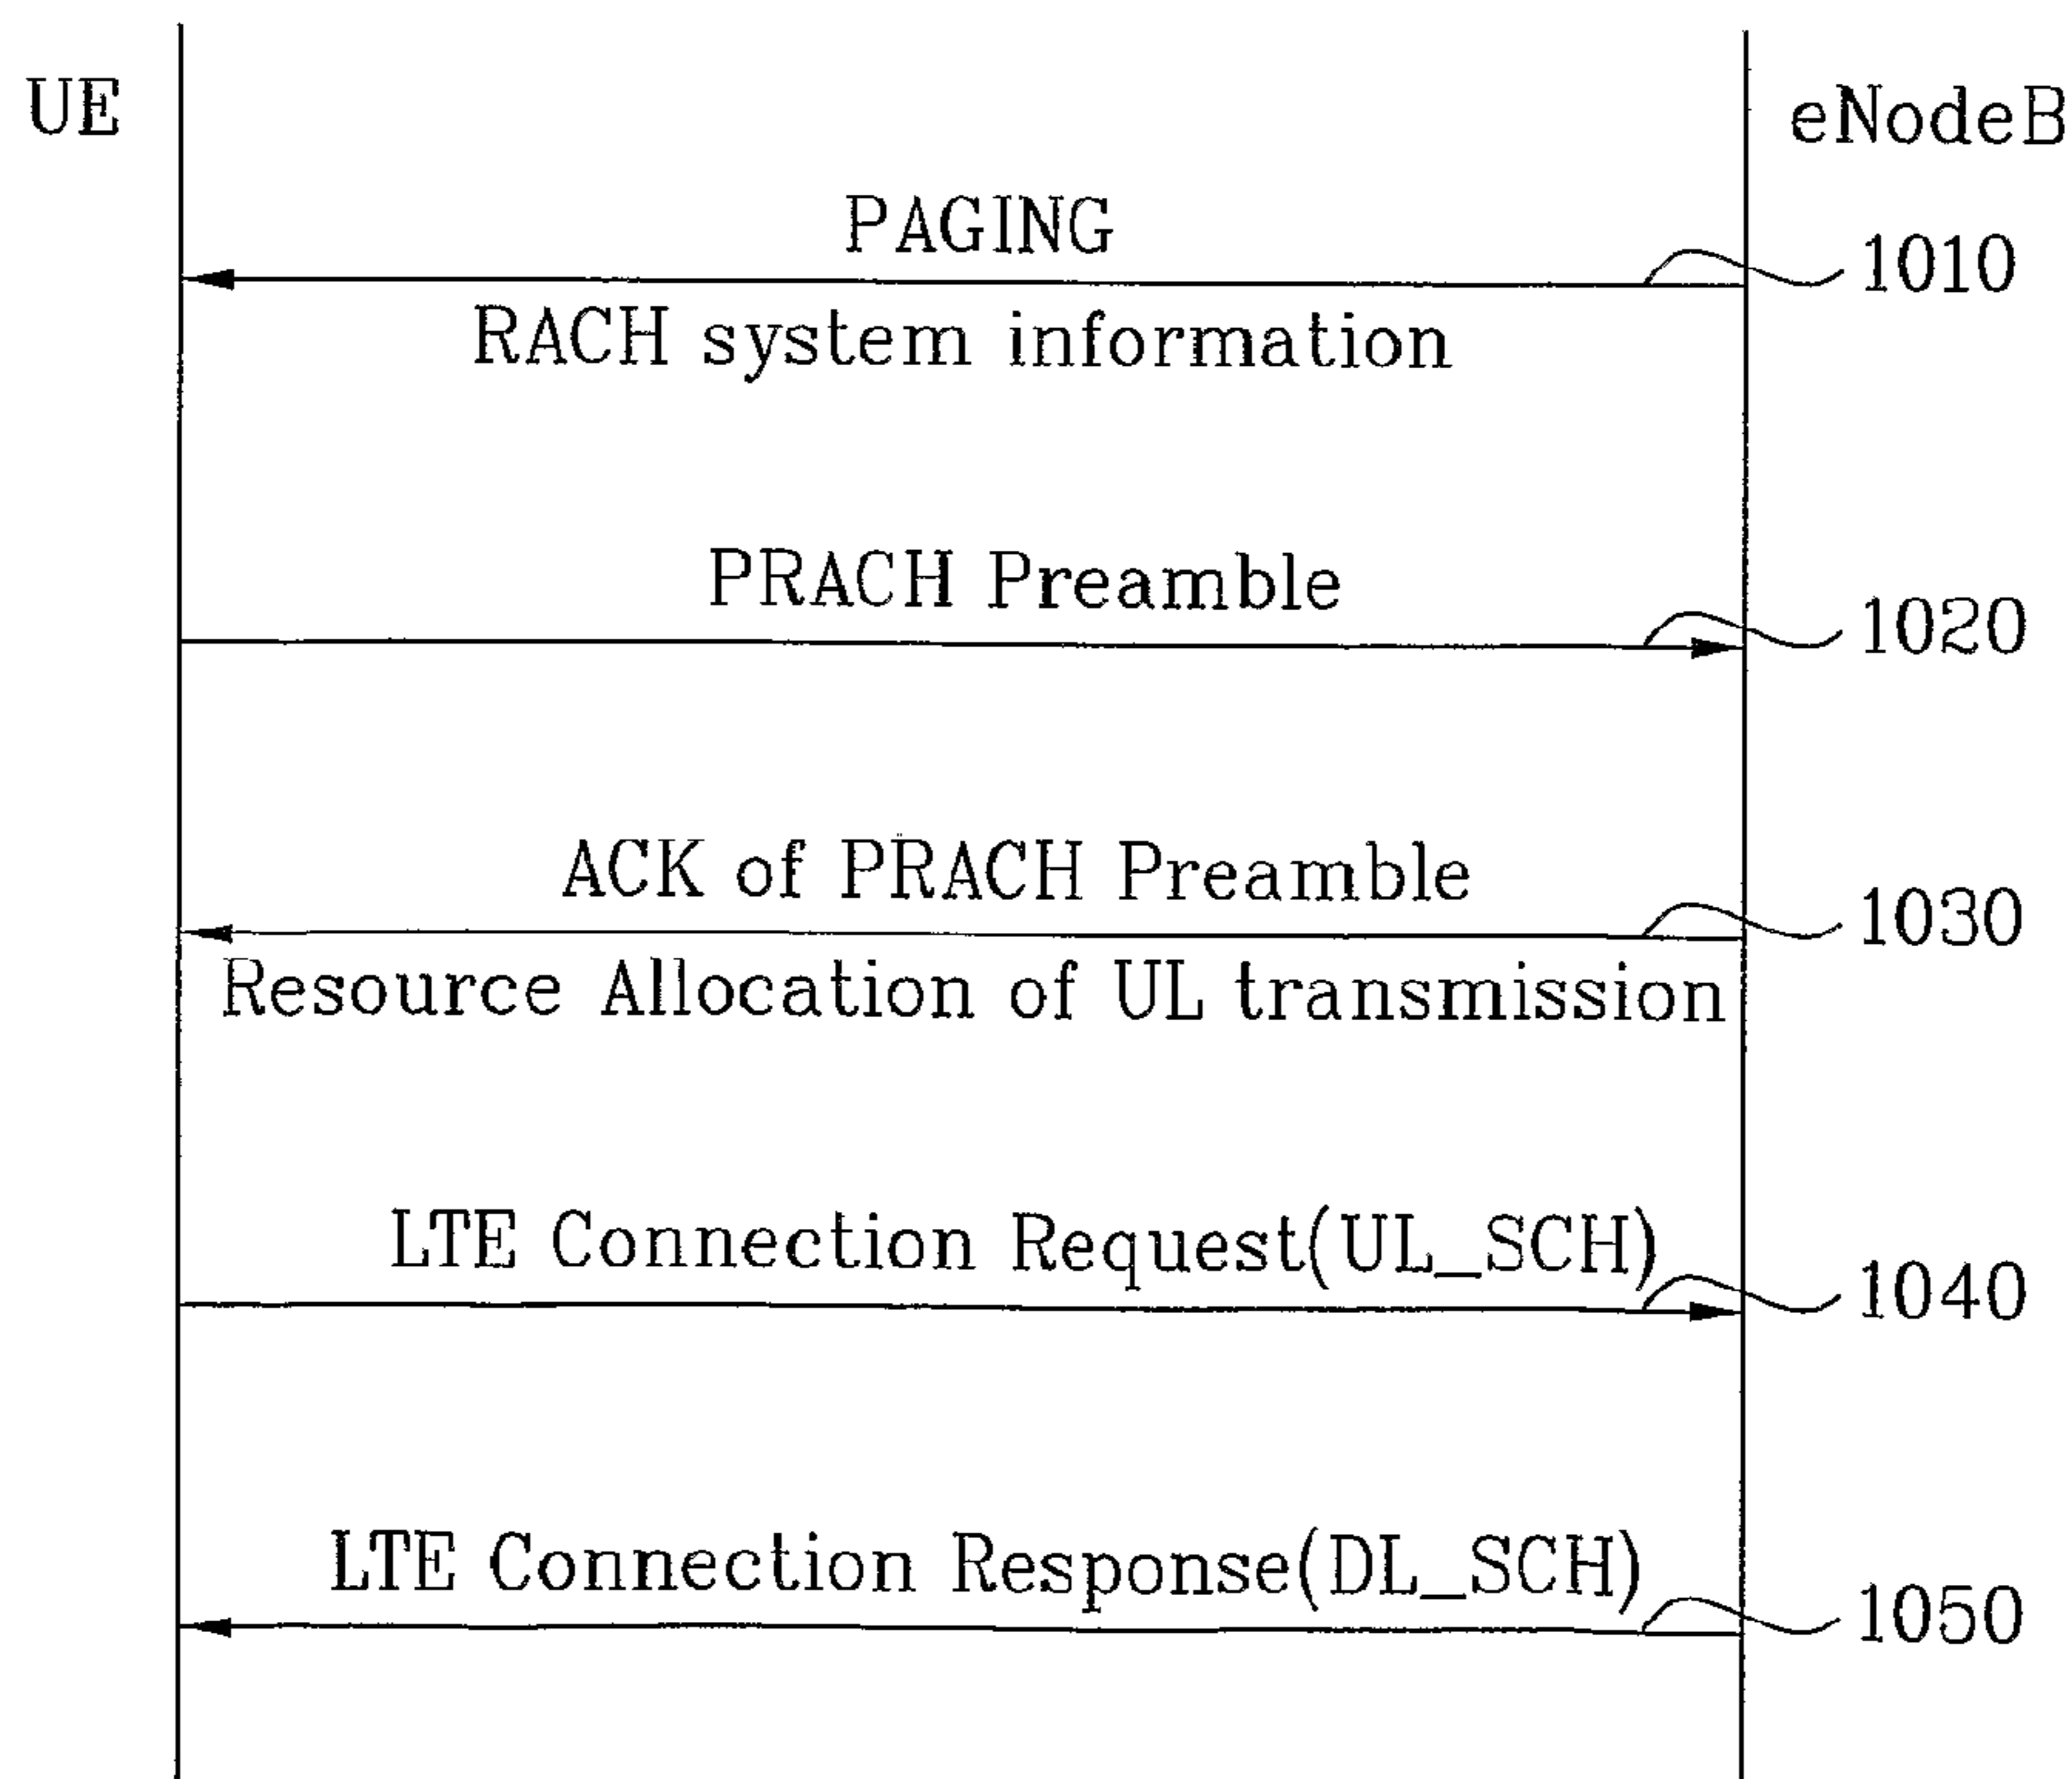 UE
eNodeB
PAGING
1010
RACH system information
PRACH Preamble
1020
ACK of PRACH Preamble
1030
Resource Allocation of UL transmission
LTE Connection Request(UL_SCH)
1040
LTE Connection Response(DL_SCH)
1050